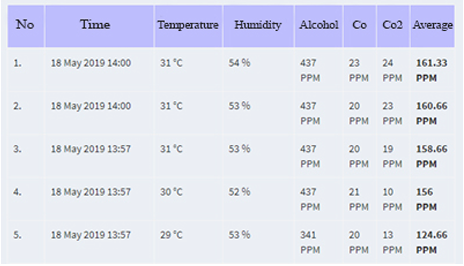 No Time Temperature Humidity Alcohol Co Co2 Average
1. 18 May 2019 14:00 31 °C 54 % 437 PPM 23 PPM 24 PPM 161.33 PPM
2. 18 May 2019 14:00 31 °C 53 % 437 PPM 20 PPM 23 PPM 160.66 PPM
3. 18 May 2019 13:57 31 °C 53 % 437 PPM 20 PPM 19 PPM 158.66 PPM
4. 18 May 2019 13:57 30 °C 52 % 437 PPM 21 PPM 10 PPM 156 PPM
5. 18 May 2019 13:57 29 °C 53 % 341 PPM 20 PPM 13 PPM 124.66 PPM